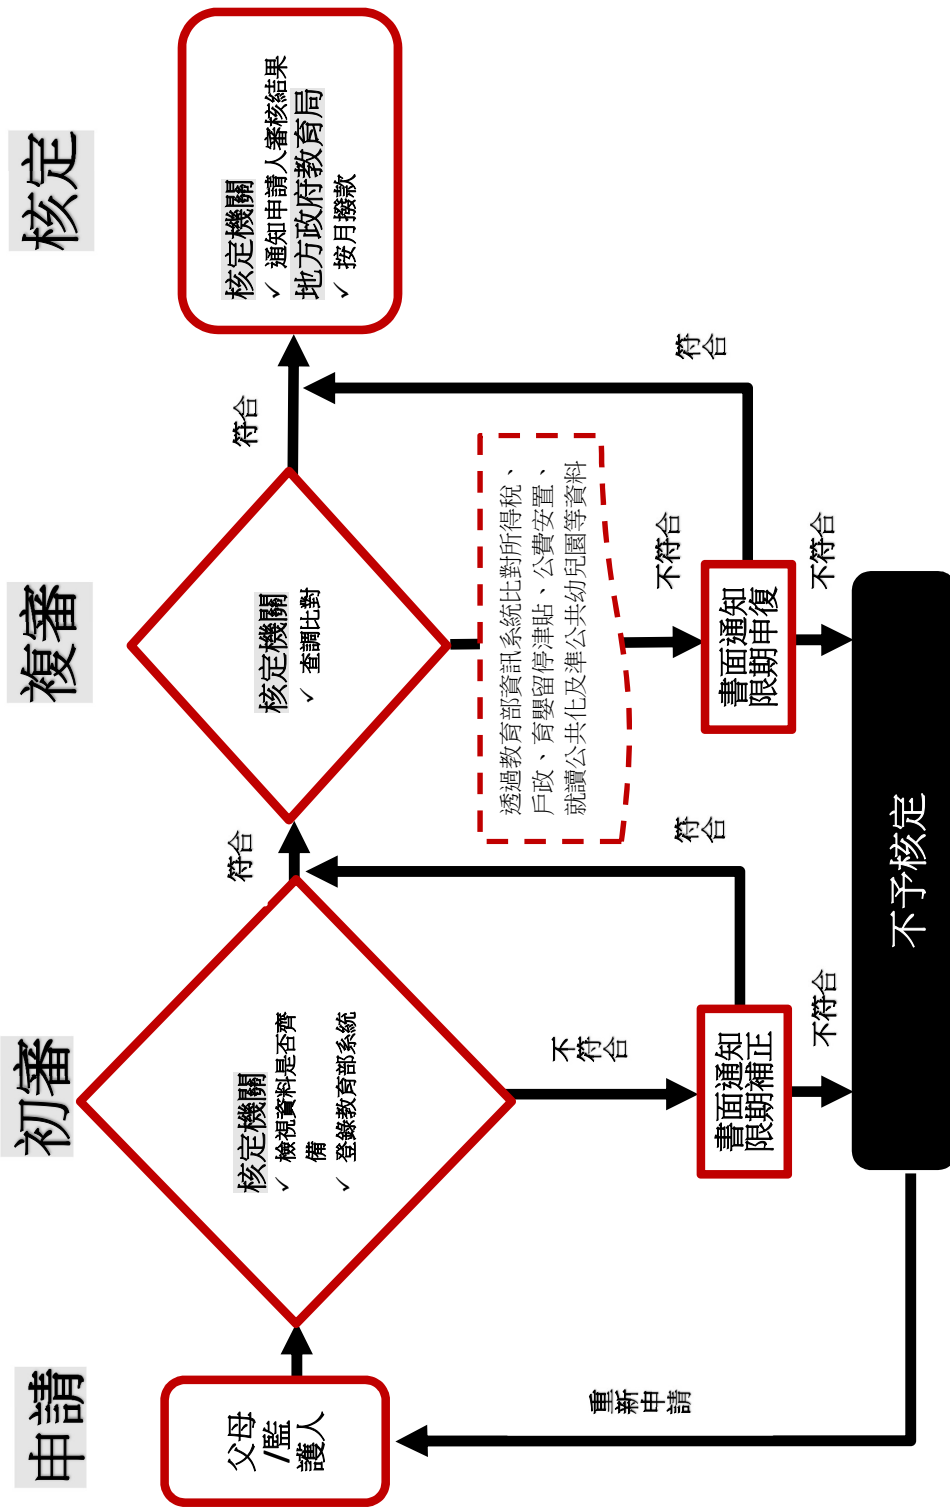 申請
初審
複審
核定
父母
/監
護人
核定機關
✓ 檢視資料是否齊
備
✓ 登錄教育部系統
符合
核定機關
✓ 查調比對
符合
核定機關
✓ 通知申請人審核結果
地方政府教育局
✓ 按月撥款
透過教育部資訊系統比對所得稅、
戶政、育嬰留停津貼、公費安置、
就讀公共化及準公共幼兒園等資料
不
符合
符
合
不符合
符
合
書面通知
限期補正
書面通知
限期申復
不符合
不符合
重新
申請
不予核定